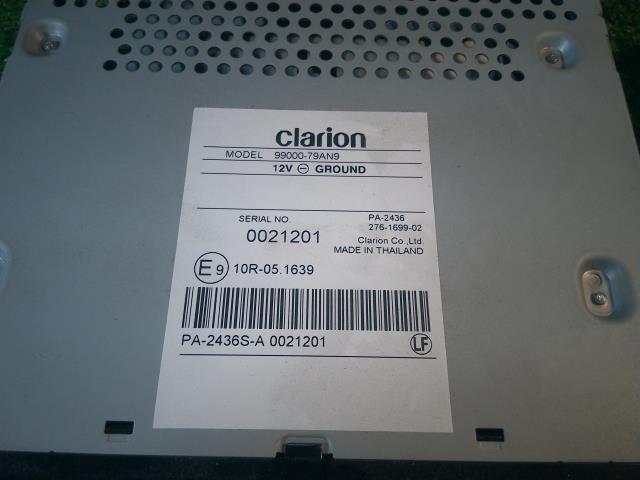 clarion
MODEL 99000-79AN9
12V ⊖ GROUND
SERIAL NO. PA-2436
0021201 276-1699-02
Clarion Co.,Ltd.
MADE IN THAILAND
E9 10R-05.1639
PA-2436S-A 0021201 LF